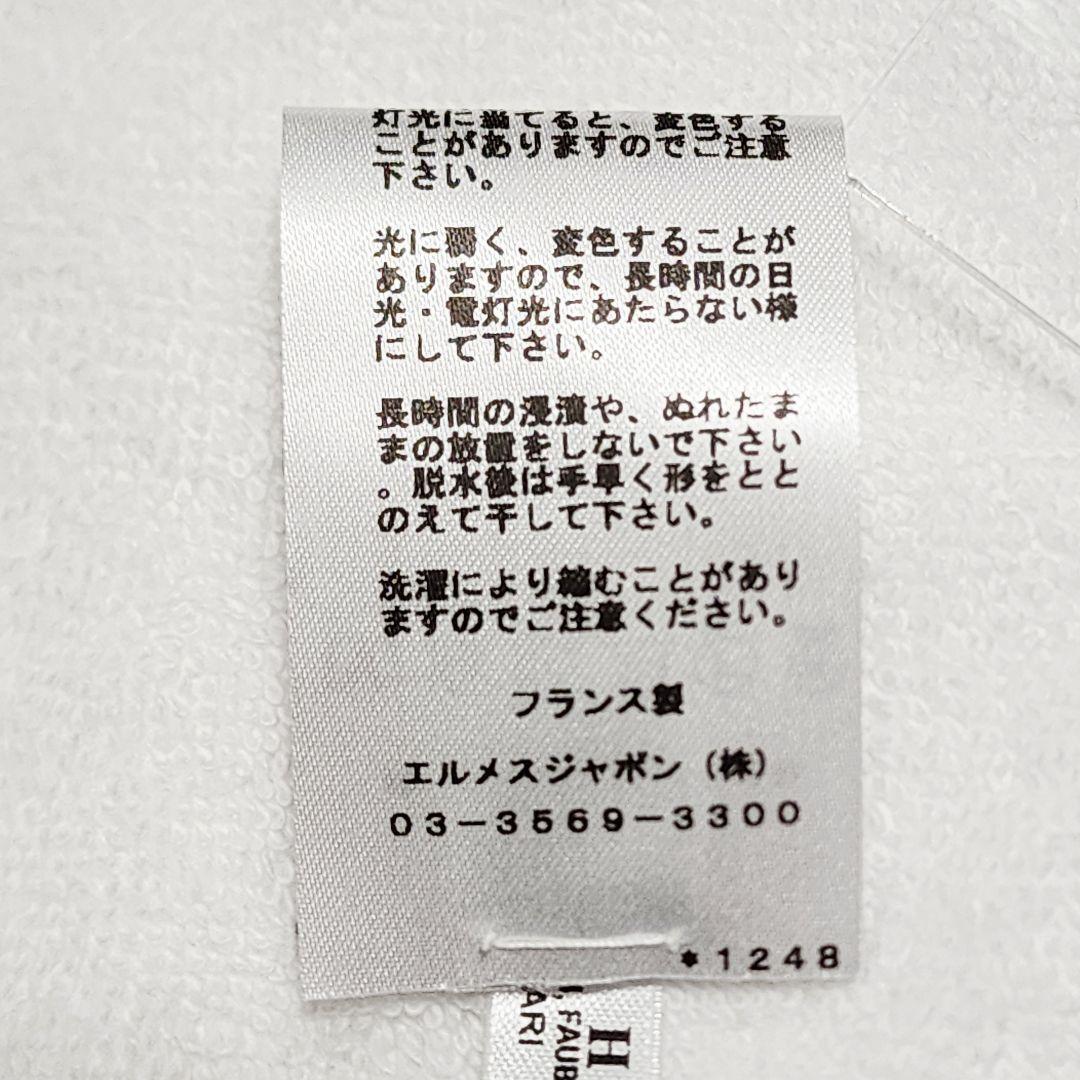 灯光に当てると、変色する
ことがありますのでご注意
下さい。
光に弱く、変色することが
ありますので、長時間の日
光・電灯光にあたらない様
にして下さい。
長時間の浸漬や、ぬれたま
まの放置をしないで下さい
。脱水後は手早く形をとと
のえて干して下さい。
洗濯により縮むことがあり
ますのでご注意ください。
フランス製
エルメスジャポン（株）
03-3569-3300
*1248
H
, FAUB
ARI